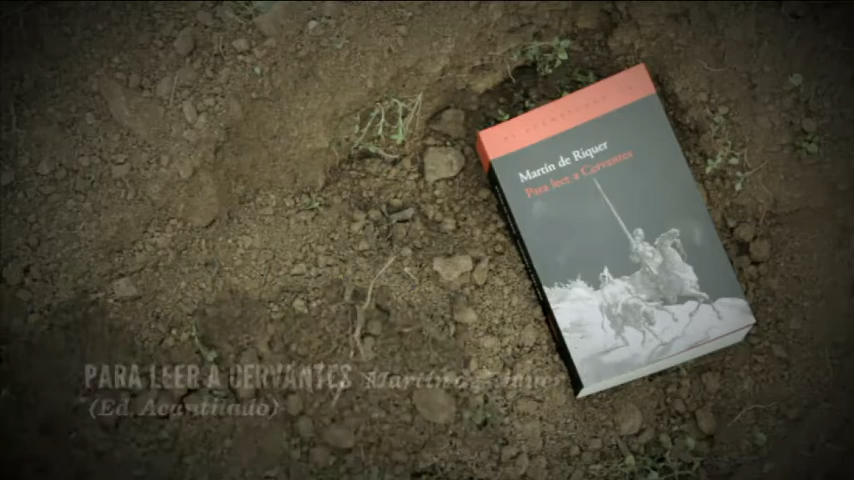 Martín de Riquer
Para leer a Cervantes
PARA LEER A CERVANTES
(Ed. Acantilado)